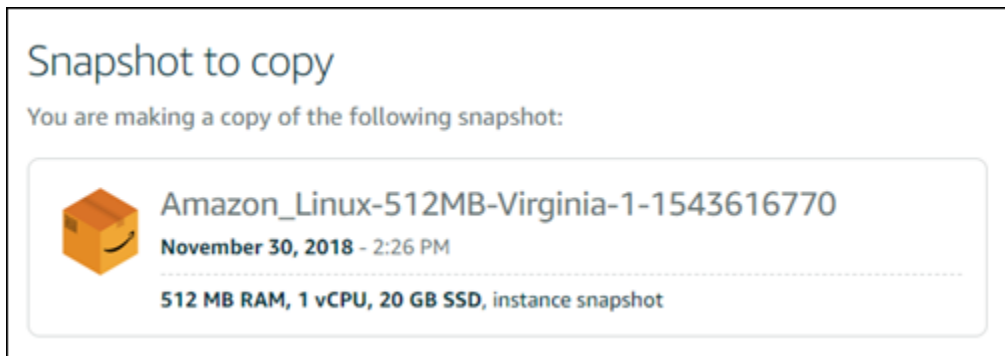 Snapshot to copy
You are making a copy of the following snapshot:
Amazon_Linux-512MB-Virginia-1-1543616770
November 30, 2018 - 2:26 PM
512 MB RAM, 1 vCPU, 20 GB SSD, instance snapshot